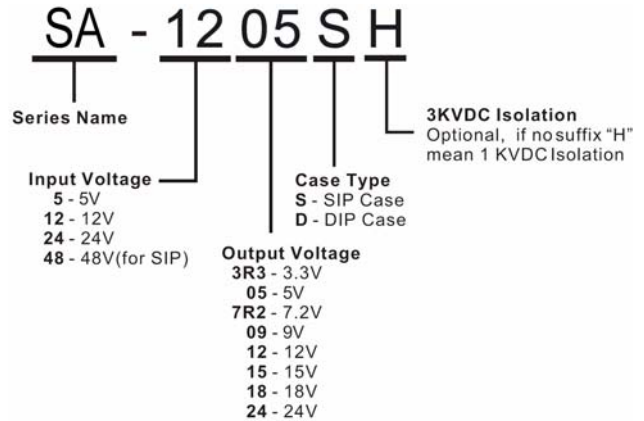 SA - 12 05 S H
Series Name
3KVDC Isolation
Optional, if no suffix “H”
mean 1 KVDC Isolation
Input Voltage
5 - 5V
12 - 12V
24 - 24V
48 - 48V(for SIP)
Case Type
S - SIP Case
D - DIP Case
Output Voltage
3R3 - 3.3V
05 - 5V
7R2 - 7.2V
09 - 9V
12 - 12V
15 - 15V
18 - 18V
24 - 24V